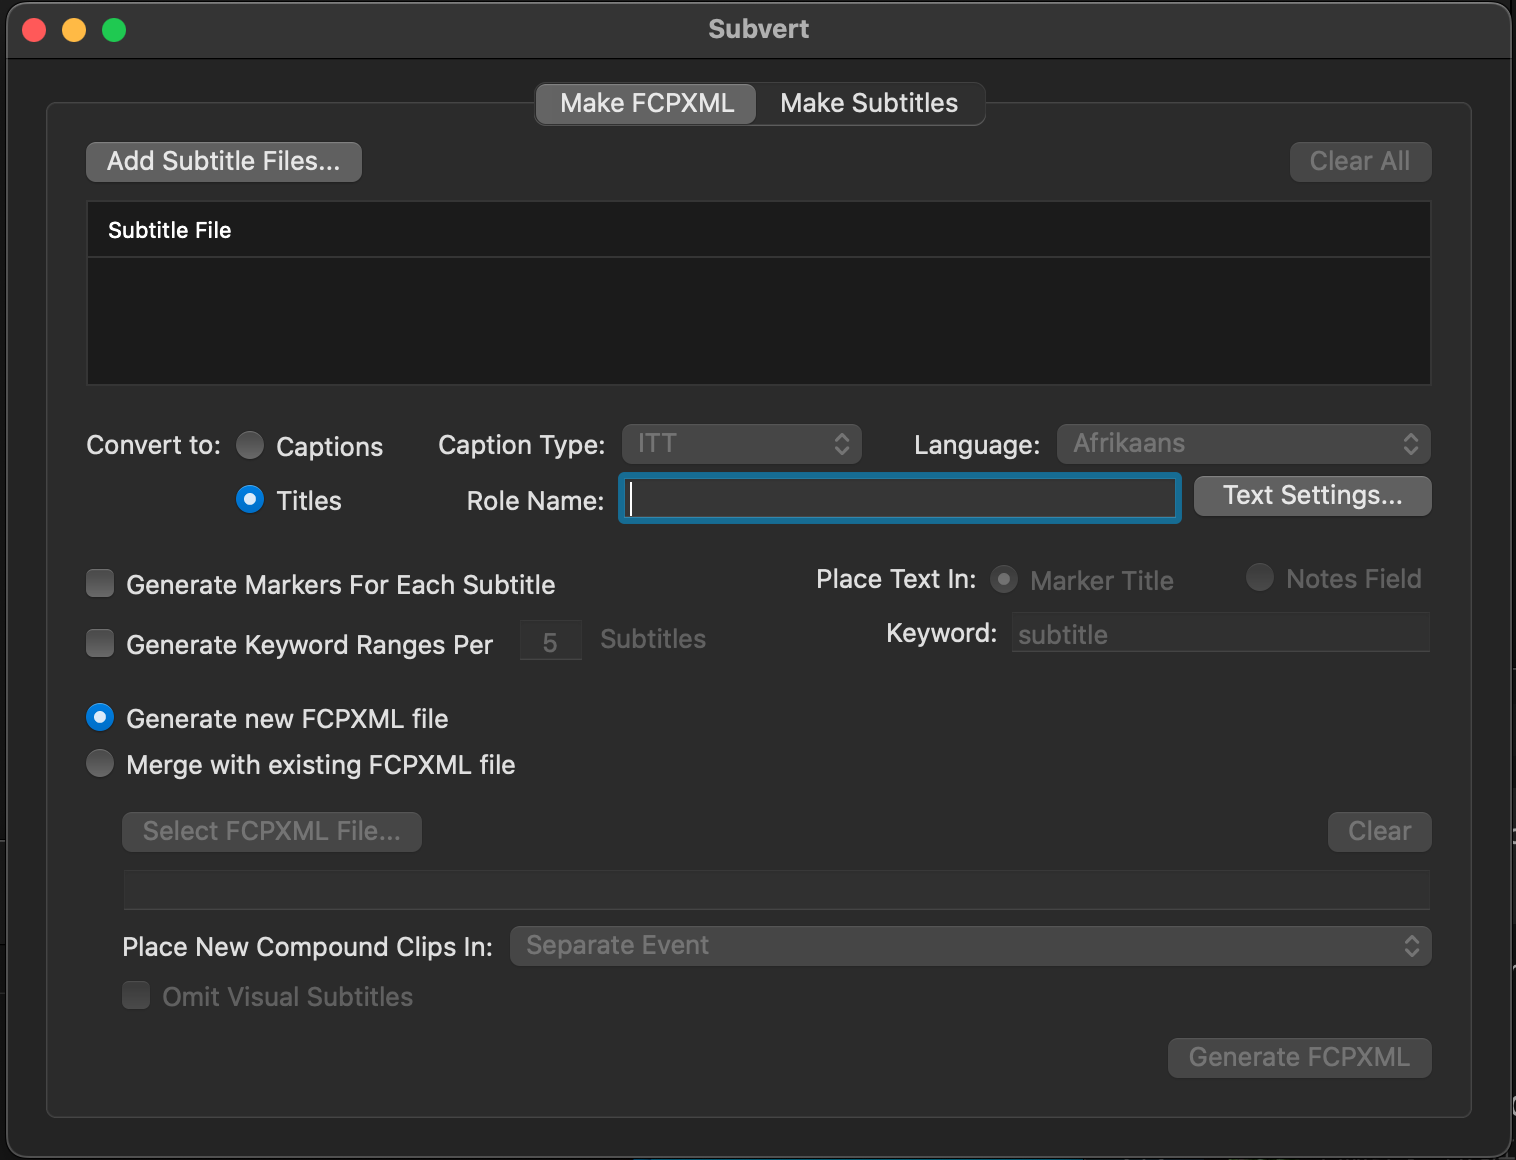 Subvert
Make FCPXML Make Subtitles
Add Subtitle Files... Clear All
Subtitle File
Convert to: Captions Caption Type: ITT Language: Afrikaans
Titles Role Name: Text Settings...
Generate Markers For Each Subtitle Place Text In: Marker Title Notes Field
Generate Keyword Ranges Per 5 Subtitles Keyword: subtitle
Generate new FCPXML file
Merge with existing FCPXML file
Select FCPXML File... Clear
Place New Compound Clips In: Separate Event
Omit Visual Subtitles
Generate FCPXML